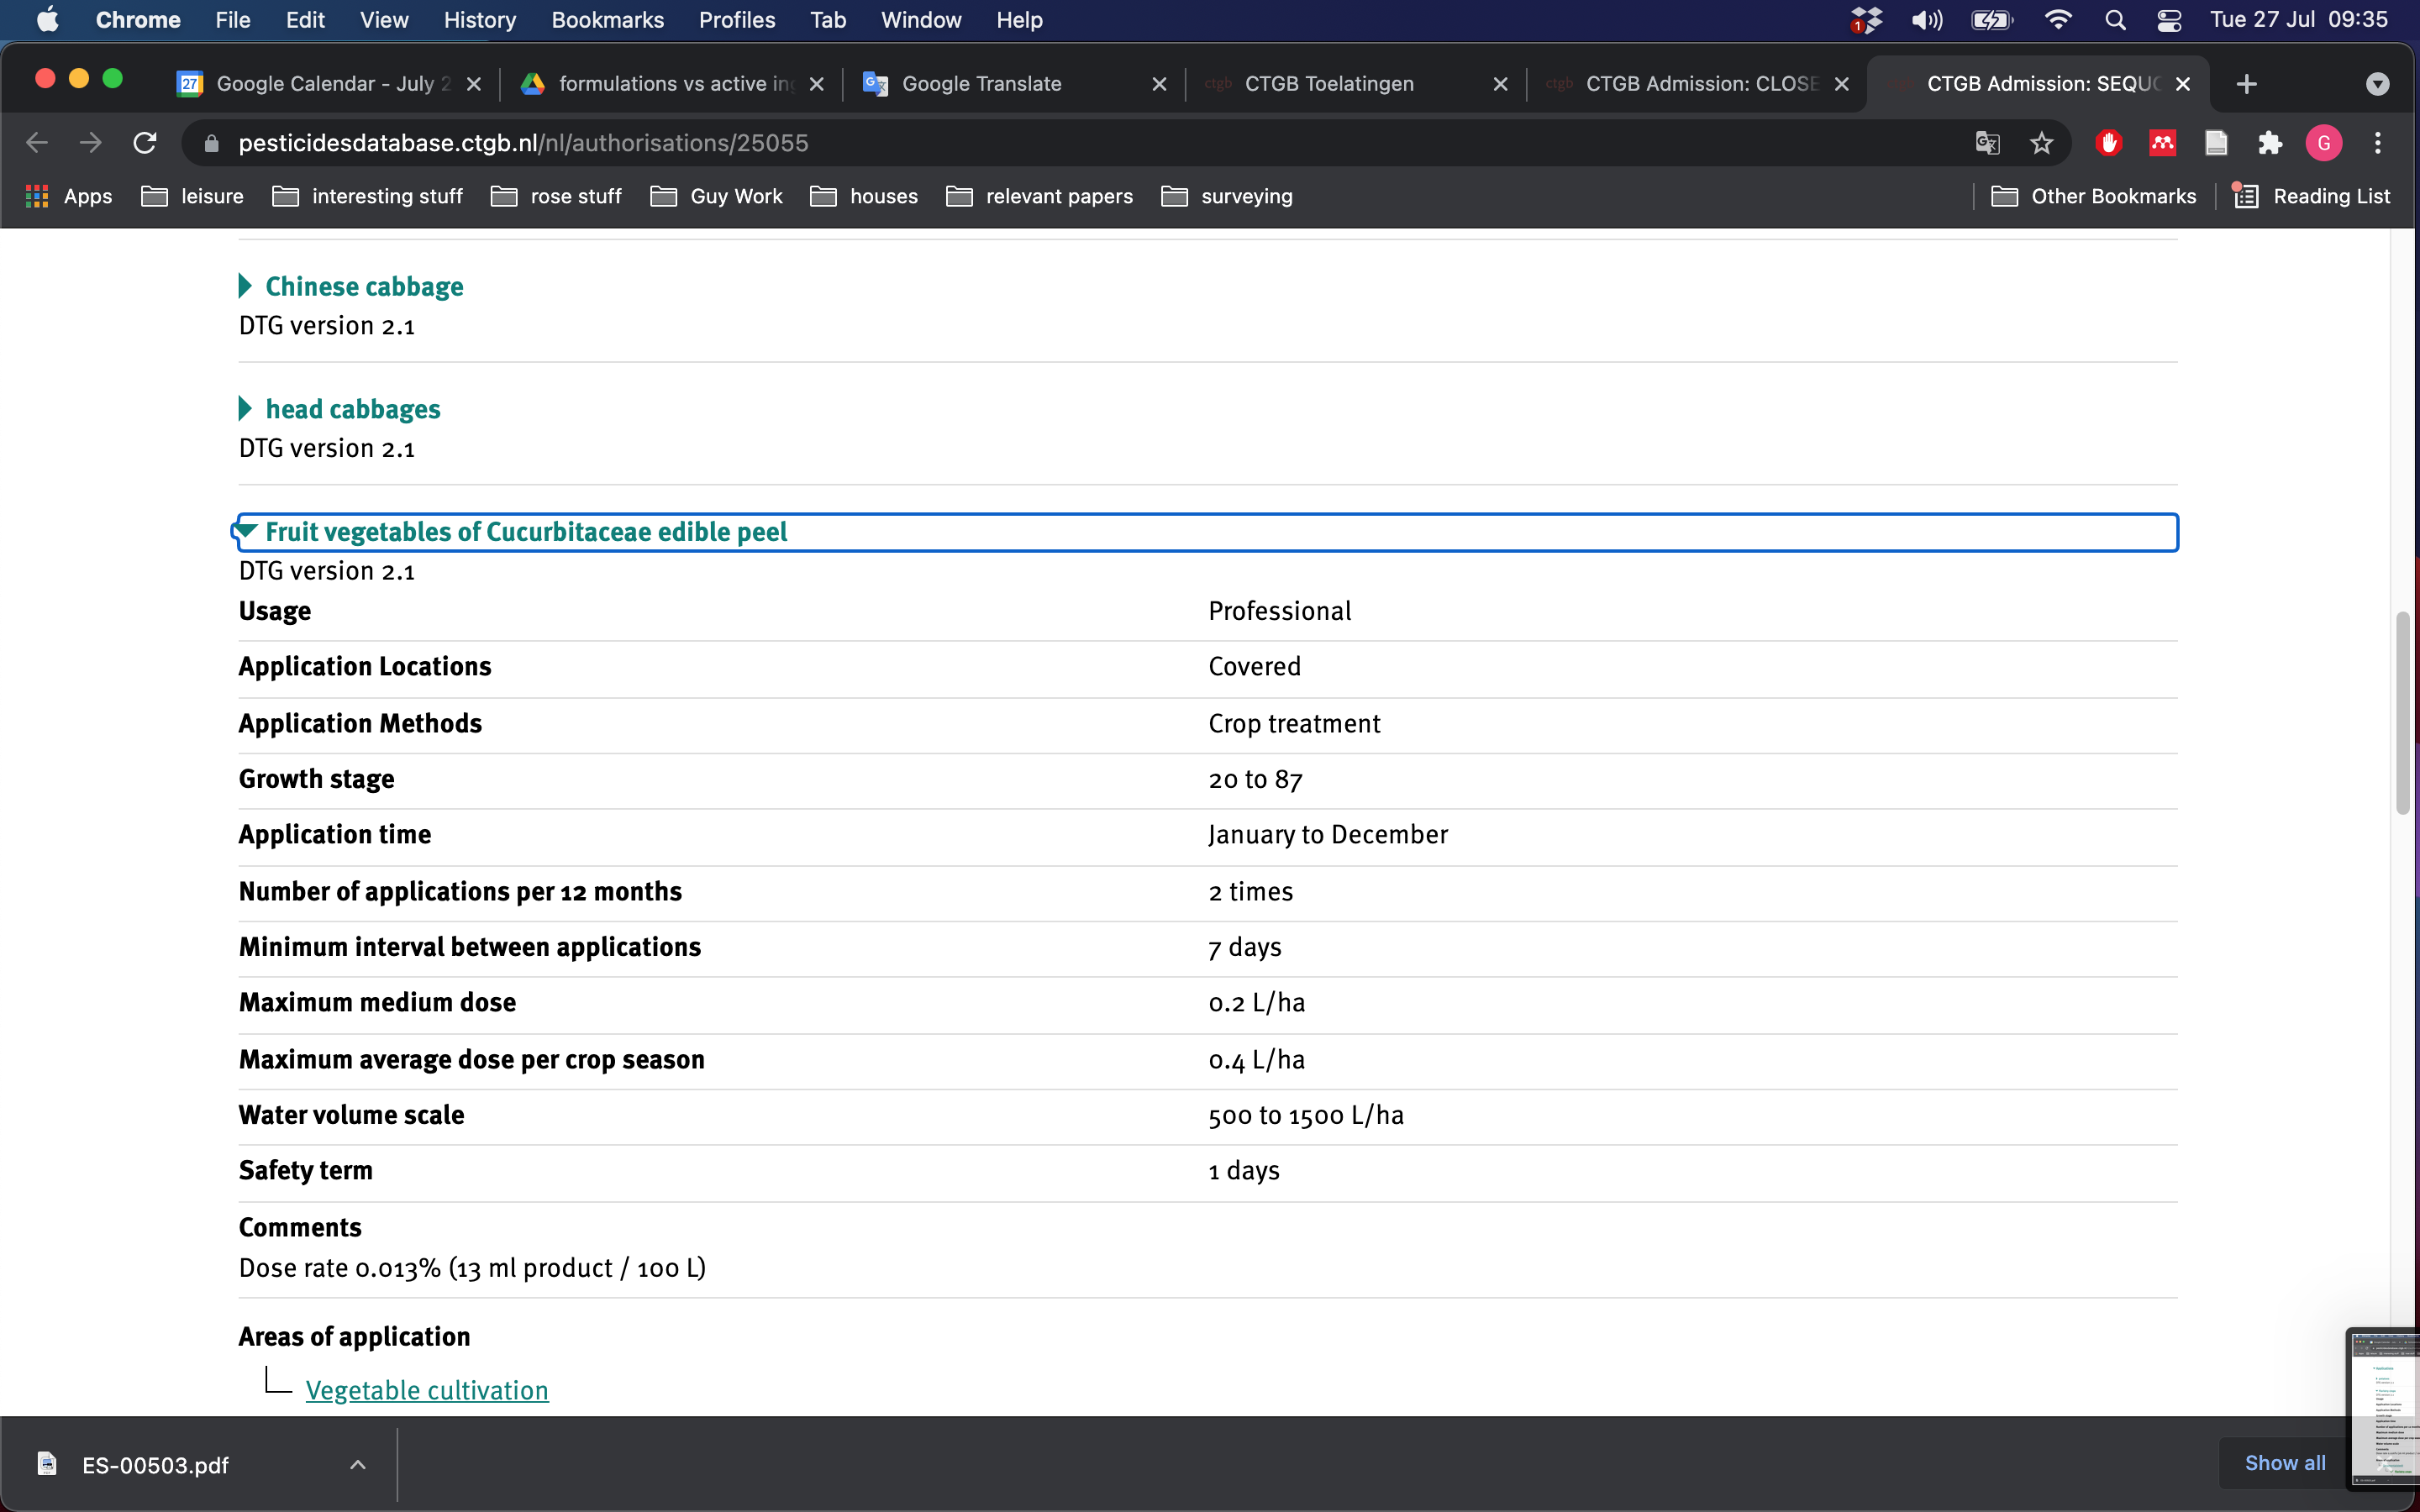 Chrome File Edit View History Bookmarks Profiles Tab Window Help 1 Tue 27 Jul 09:35
27 Google Calendar - July 2 formulations vs active in Google Translate ctgb CTGB Toelatingen ctgb CTGB Admission: CLOSE CTGB Admission: SEQUO
pesticidesdatabase.ctgb.nl/nl/authorisations/25055 G
Apps leisure interesting stuff rose stuff Guy Work houses relevant papers surveying Other Bookmarks Reading List
Chinese cabbage
DTG version 2.1
head cabbages
DTG version 2.1
Fruit vegetables of Cucurbitaceae edible peel
DTG version 2.1
Usage Professional
Application Locations Covered
Application Methods Crop treatment
Growth stage 20 to 87
Application time January to December
Number of applications per 12 months 2 times
Minimum interval between applications 7 days
Maximum medium dose 0.2 L/ha
Maximum average dose per crop season 0.4 L/ha
Water volume scale 500 to 1500 L/ha
Safety term 1 days
Comments
Dose rate 0.013% (13 ml product / 100 L)
Areas of application
Vegetable cultivation
ES-00503.pdf Show all